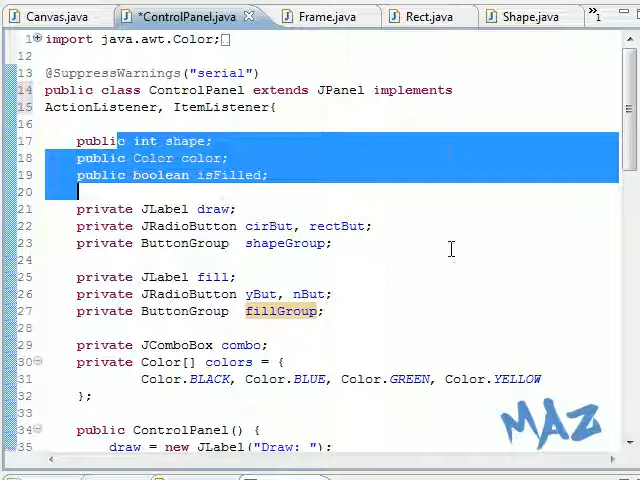 Canvas.java *ControlPanel.java Frame.java Rect.java Shape.java »1
1 import java.awt.Color;
12
13 @SuppressWarnings("serial")
14 public class ControlPanel extends JPanel implements
15 ActionListener, ItemListener{
16
17 public int shape;
18 public Color color;
19 public boolean isFilled;
20
21 private JLabel draw;
22 private JRadioButton cirBut, rectBut;
23 private ButtonGroup shapeGroup;
24
25 private JLabel fill;
26 private JRadioButton yBut, nBut;
27 private ButtonGroup fillGroup;
28
29 private JComboBox combo;
30 private Color[] colors = {
31 Color.BLACK, Color.BLUE, Color.GREEN, Color.YELLOW
32 };
33
34 public ControlPanel() {
35 draw = new JLabel("Draw: ");
MAZ